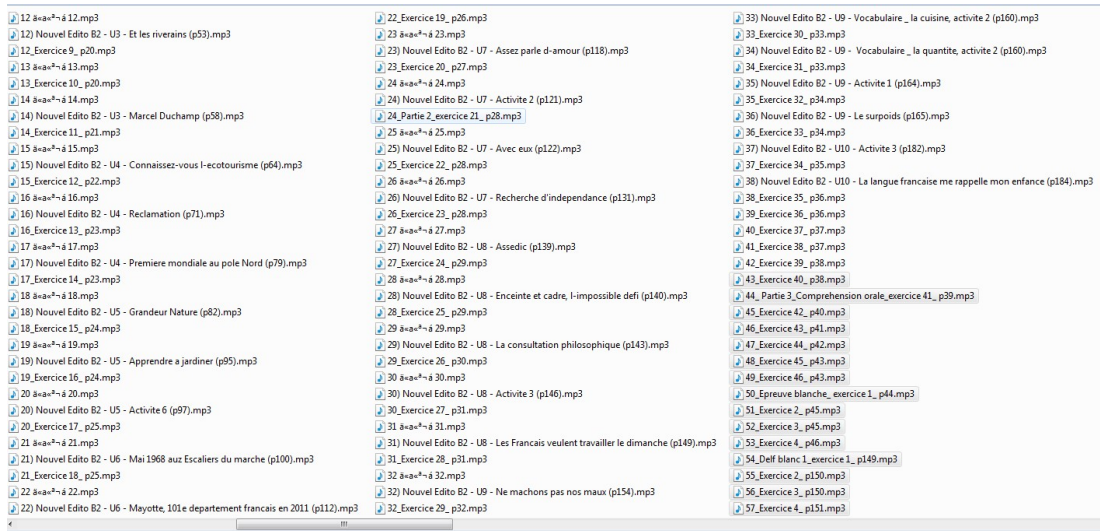 12 ä«a«ª¬á 12.mp3
12) Nouvel Edito B2 - U3 - Et les riverains (p53).mp3
12_Exercice 9_ p20.mp3
13 ä«a«ª¬á 13.mp3
13_Exercice 10_ p20.mp3
14 ä«a«ª¬á 14.mp3
14) Nouvel Edito B2 - U3 - Marcel Duchamp (p58).mp3
14_Exercice 11_ p21.mp3
15 ä«a«ª¬á 15.mp3
15) Nouvel Edito B2 - U4 - Connaissez-vous l-ecotourisme (p64).mp3
15_Exercice 12_ p22.mp3
16 ä«a«ª¬á 16.mp3
16) Nouvel Edito B2 - U4 - Reclamation (p71).mp3
16_Exercice 13_ p23.mp3
17 ä«a«ª¬á 17.mp3
17) Nouvel Edito B2 - U4 - Premiere mondiale au pole Nord (p79).mp3
17_Exercice 14_ p23.mp3
18 ä«a«ª¬á 18.mp3
18) Nouvel Edito B2 - U5 - Grandeur Nature (p82).mp3
18_Exercice 15_ p24.mp3
19 ä«a«ª¬á 19.mp3
19) Nouvel Edito B2 - U5 - Apprendre a jardiner (p95).mp3
19_Exercice 16_ p24.mp3
20 ä«a«ª¬á 20.mp3
20) Nouvel Edito B2 - U5 - Activite 6 (p97).mp3
20_Exercice 17_ p25.mp3
21 ä«a«ª¬á 21.mp3
21) Nouvel Edito B2 - U6 - Mai 1968 auz Escaliers du marche (p100).mp3
21_Exercice 18_ p25.mp3
22 ä«a«ª¬á 22.mp3
22) Nouvel Edito B2 - U6 - Mayotte, 101e departement francais en 2011 (p112).mp3
22_Exercice 19_ p26.mp3
23 ä«a«ª¬á 23.mp3
23) Nouvel Edito B2 - U7 - Assez parle d-amour (p118).mp3
23_Exercice 20_ p27.mp3
24 ä«a«ª¬á 24.mp3
24) Nouvel Edito B2 - U7 - Activite 2 (p121).mp3
24_Partie 2_exercice 21_ p28.mp3
25 ä«a«ª¬á 25.mp3
25) Nouvel Edito B2 - U7 - Avec eux (p122).mp3
25_Exercice 22_ p28.mp3
26 ä«a«ª¬á 26.mp3
26) Nouvel Edito B2 - U7 - Recherche d'independance (p131).mp3
26_Exercice 23_ p28.mp3
27 ä«a«ª¬á 27.mp3
27) Nouvel Edito B2 - U8 - Assedic (p139).mp3
27_Exercice 24_ p29.mp3
28 ä«a«ª¬á 28.mp3
28) Nouvel Edito B2 - U8 - Enceinte et cadre, l-impossible defi (p140).mp3
28_Exercice 25_ p29.mp3
29 ä«a«ª¬á 29.mp3
29) Nouvel Edito B2 - U8 - La consultation philosophique (p143).mp3
29_Exercice 26_ p30.mp3
30 ä«a«ª¬á 30.mp3
30) Nouvel Edito B2 - U8 - Activite 3 (p146).mp3
30_Exercice 27_ p31.mp3
31 ä«a«ª¬á 31.mp3
31) Nouvel Edito B2 - U8 - Les Francais veulent travailler le dimanche (p149).mp3
31_Exercice 28_ p31.mp3
32 ä«a«ª¬á 32.mp3
32) Nouvel Edito B2 - U9 - Ne machons pas nos maux (p154).mp3
32_Exercice 29_ p32.mp3
33) Nouvel Edito B2 - U9 - Vocabulaire _ la cuisine, activite 2 (p160).mp3
33_Exercice 30_ p33.mp3
34) Nouvel Edito B2 - U9 -  Vocabulaire _ la quantite, activite 2 (p160).mp3
34_Exercice 31_ p33.mp3
35) Nouvel Edito B2 - U9 - Activite 1 (p164).mp3
35_Exercice 32_ p34.mp3
36) Nouvel Edito B2 - U9 - Le surpoids (p165).mp3
36_Exercice 33_ p34.mp3
37) Nouvel Edito B2 - U10 - Activite 3 (p182).mp3
37_Exercice 34_ p35.mp3
38) Nouvel Edito B2 - U10 - La langue francaise me rappelle mon enfance (p184).mp3
38_Exercice 35_ p36.mp3
39_Exercice 36_ p36.mp3
40_Exercice 37_ p37.mp3
41_Exercice 38_ p37.mp3
42_Exercice 39_ p38.mp3
43_Exercice 40_ p38.mp3
44_ Partie 3_Comprehension orale_exercice 41_ p39.mp3
45_Exercice 42_ p40.mp3
46_Exercice 43_ p41.mp3
47_Exercice 44_ p42.mp3
48_Exercice 45_ p43.mp3
49_Exercice 46_ p43.mp3
50_Epreuve blanche_ exercice 1_ p44.mp3
51_Exercice 2_ p45.mp3
52_Exercice 3_ p45.mp3
53_Exercice 4_ p46.mp3
54_Delf blanc 1_exercice 1_ p149.mp3
55_Exercice 2_ p150.mp3
56_Exercice 3_ p150.mp3
57_Exercice 4_ p151.mp3